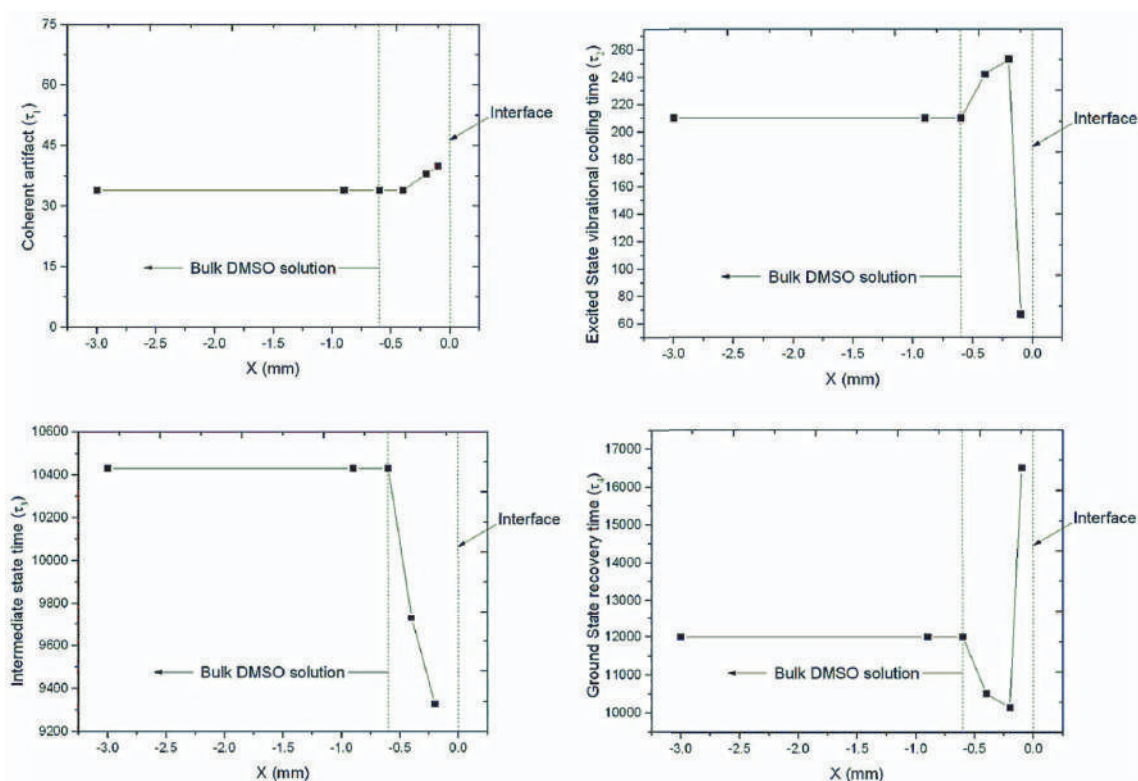 75
60
45
30
15
0
Coherent artifact (τ1)
Interface
Bulk DMSO solution
-3.0 -2.5 -2.0 -1.5 -1.0 -0.5 0.0
X (mm)
260
240
220
200
180
160
140
120
100
80
60
Excited State vibrational cooling time (τ2)
Interface
Bulk DMSO solution
-3.0 -2.5 -2.0 -1.5 -1.0 -0.5 0.0
X (mm)
10600
10400
10200
10000
9800
9600
9400
9200
Intermediate state time (τ3)
Interface
Bulk DMSO solution
-3.0 -2.5 -2.0 -1.5 -1.0 -0.5 0.0
X (mm)
17000
16000
15000
14000
13000
12000
11000
10000
Ground State recovery time (τ4)
Interface
Bulk DMSO solution
-3.0 -2.5 -2.0 -1.5 -1.0 -0.5 0.0
X (mm)